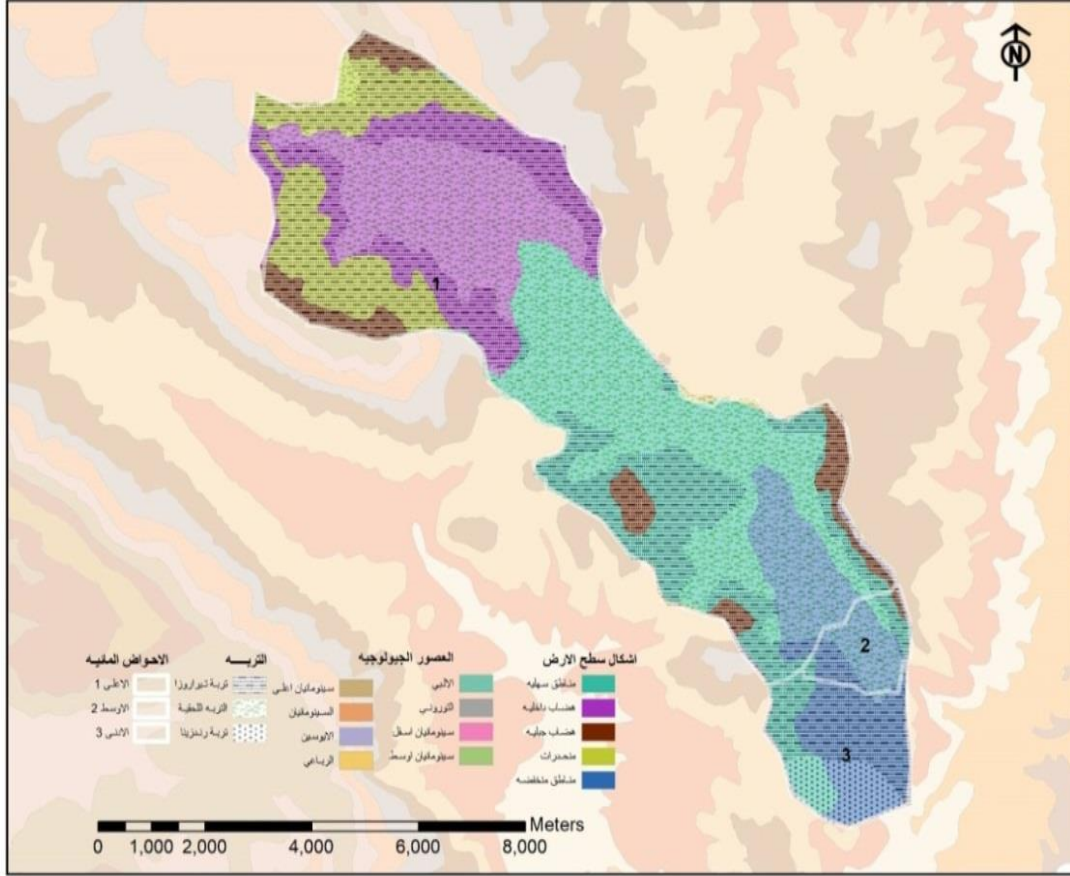 N
1
2
3
اشكال سطح الارض
مناطق سهليه
هضاب داخليه
هضاب جبليه
منحدرات
مناطق منخفضه
العصور الجيولوجيه
الالبي
التوروني
سينومانيان اسفل
سينومانيان اوسط
سينومانيان اعلى
السينومانيان
الايوسين
الرباعي
التربـــه
تربة تيراروزا
التربه اللحقية
تربة رندزينا
الاحواض المائيه
الاعلى 1
الاوسط 2
الادنى 3
Meters
0 1,000 2,000 4,000 6,000 8,000